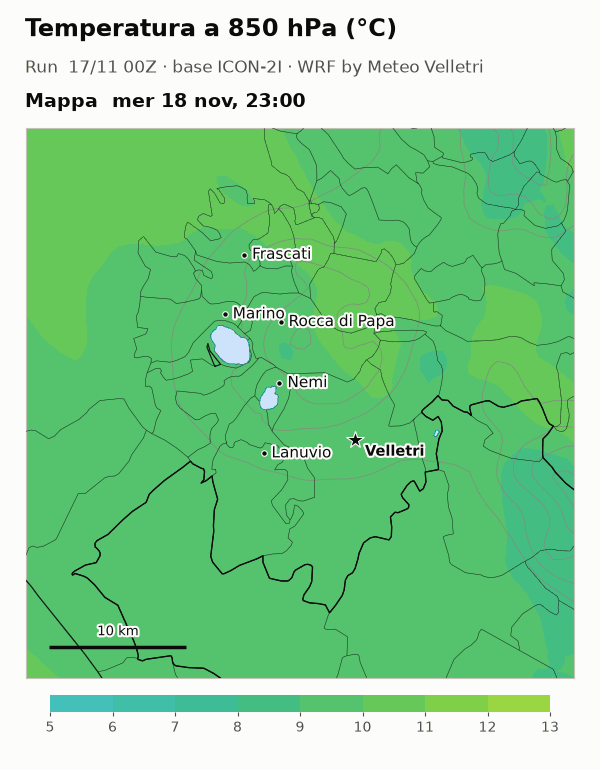 Temperatura a 850 hPa (°C)
Run  17/11 00Z · base ICON-2I · WRF by Meteo Velletri
Mappa  mer 18 nov, 23:00
Frascati
Marino
Rocca di Papa
Nemi
Velletri
Lanuvio
10 km
5 6 7 8 9 10 11 12 13